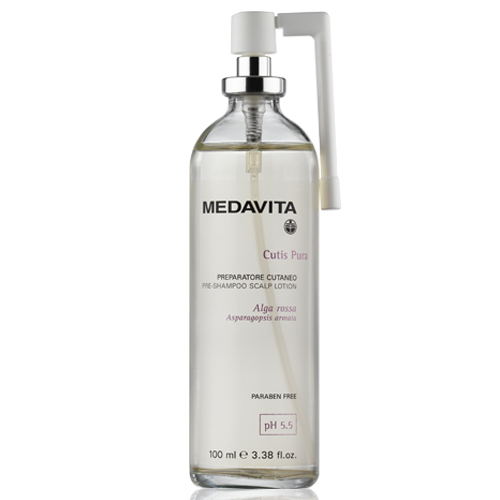 MEDAVITA
Cutis Pura
PREPARATORE CUTANEO
PRE-SHAMPOO SCALP LOTION
Alga rossa
Asparagopsis armata
PARABEN FREE
pH 5.5
100 ml ℮ 3.38 fl.oz.